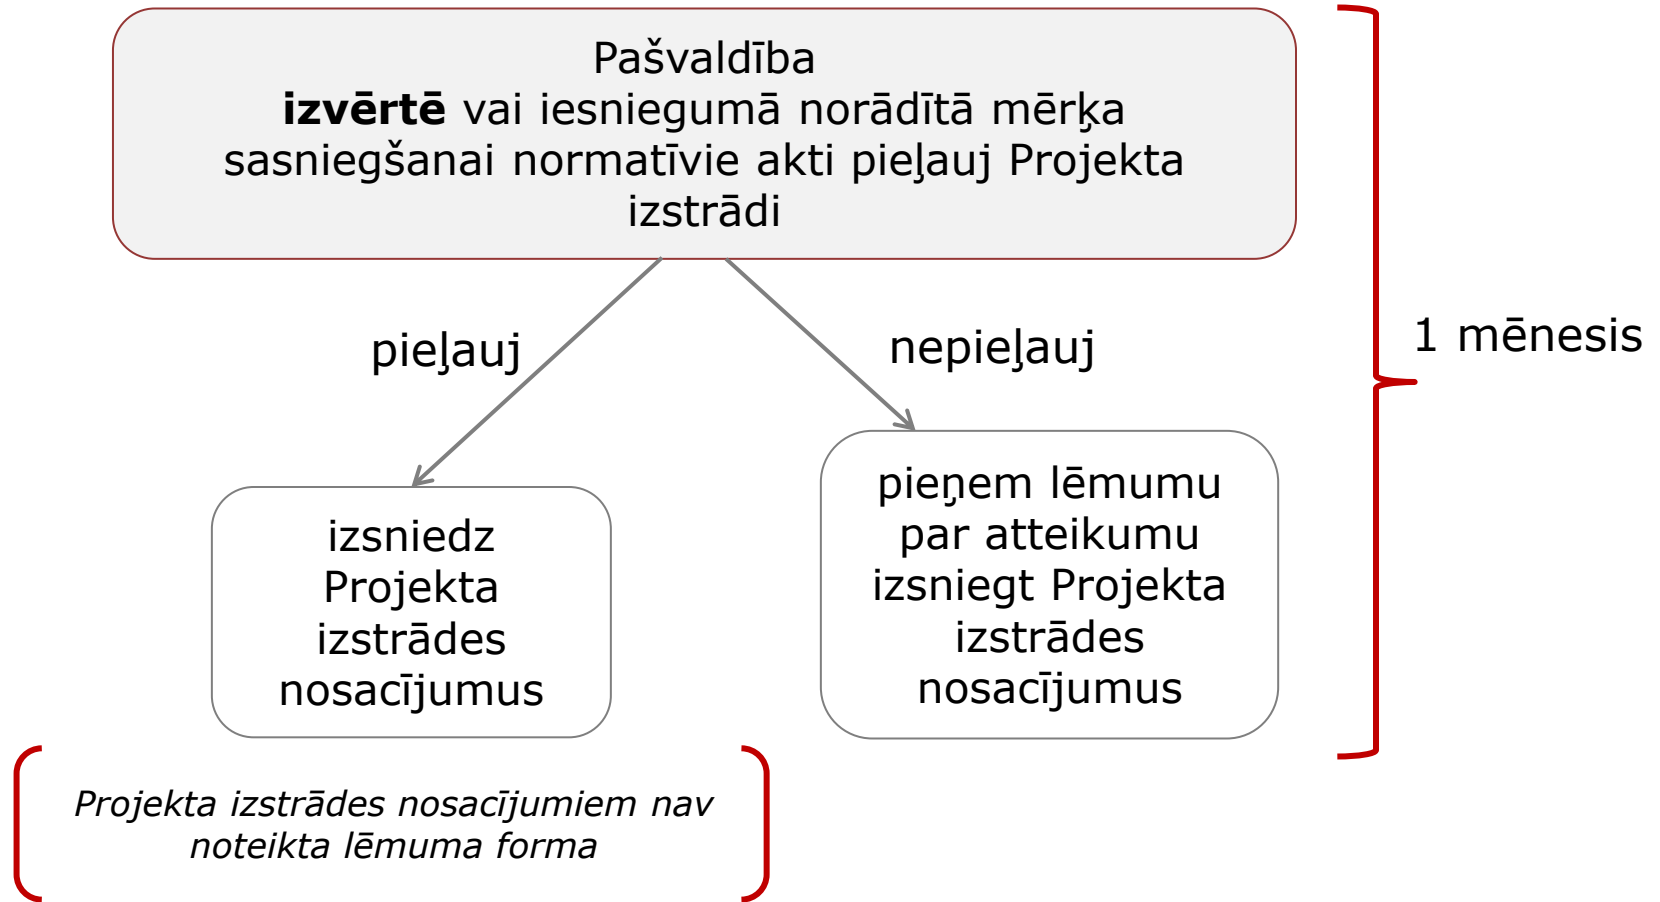 Pašvaldība
izvērtē vai iesniegumā norādītā mērķa
sasniegšanai normatīvie akti pieļauj Projekta
izstrādi
pieļauj
nepieļauj
1 mēnesis
izsniedz
Projekta
izstrādes
nosacījumus
pieņem lēmumu
par atteikumu
izsniegt Projekta
izstrādes
nosacījumus
Projekta izstrādes nosacījumiem nav
noteikta lēmuma forma